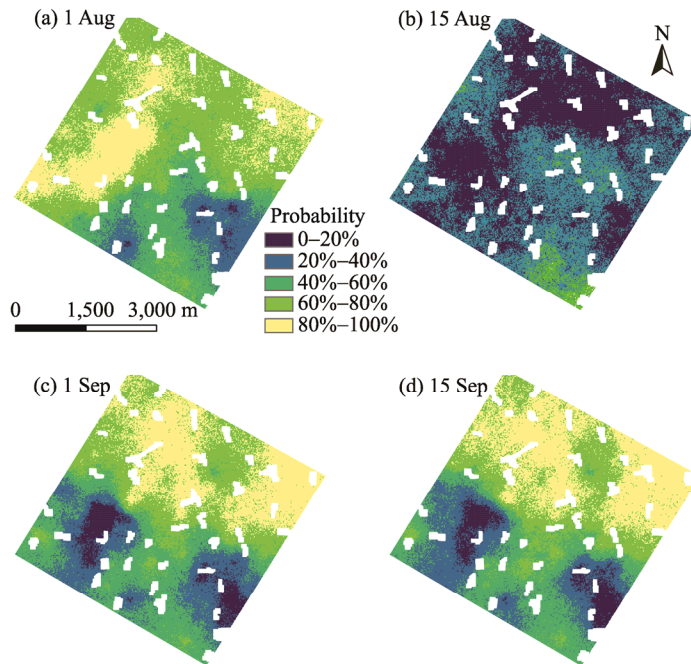 (a) 1 Aug
(b) 15 Aug
N
Probability
0–20%
20%–40%
40%–60%
60%–80%
80%–100%
0 1,500 3,000 m
(c) 1 Sep
(d) 15 Sep